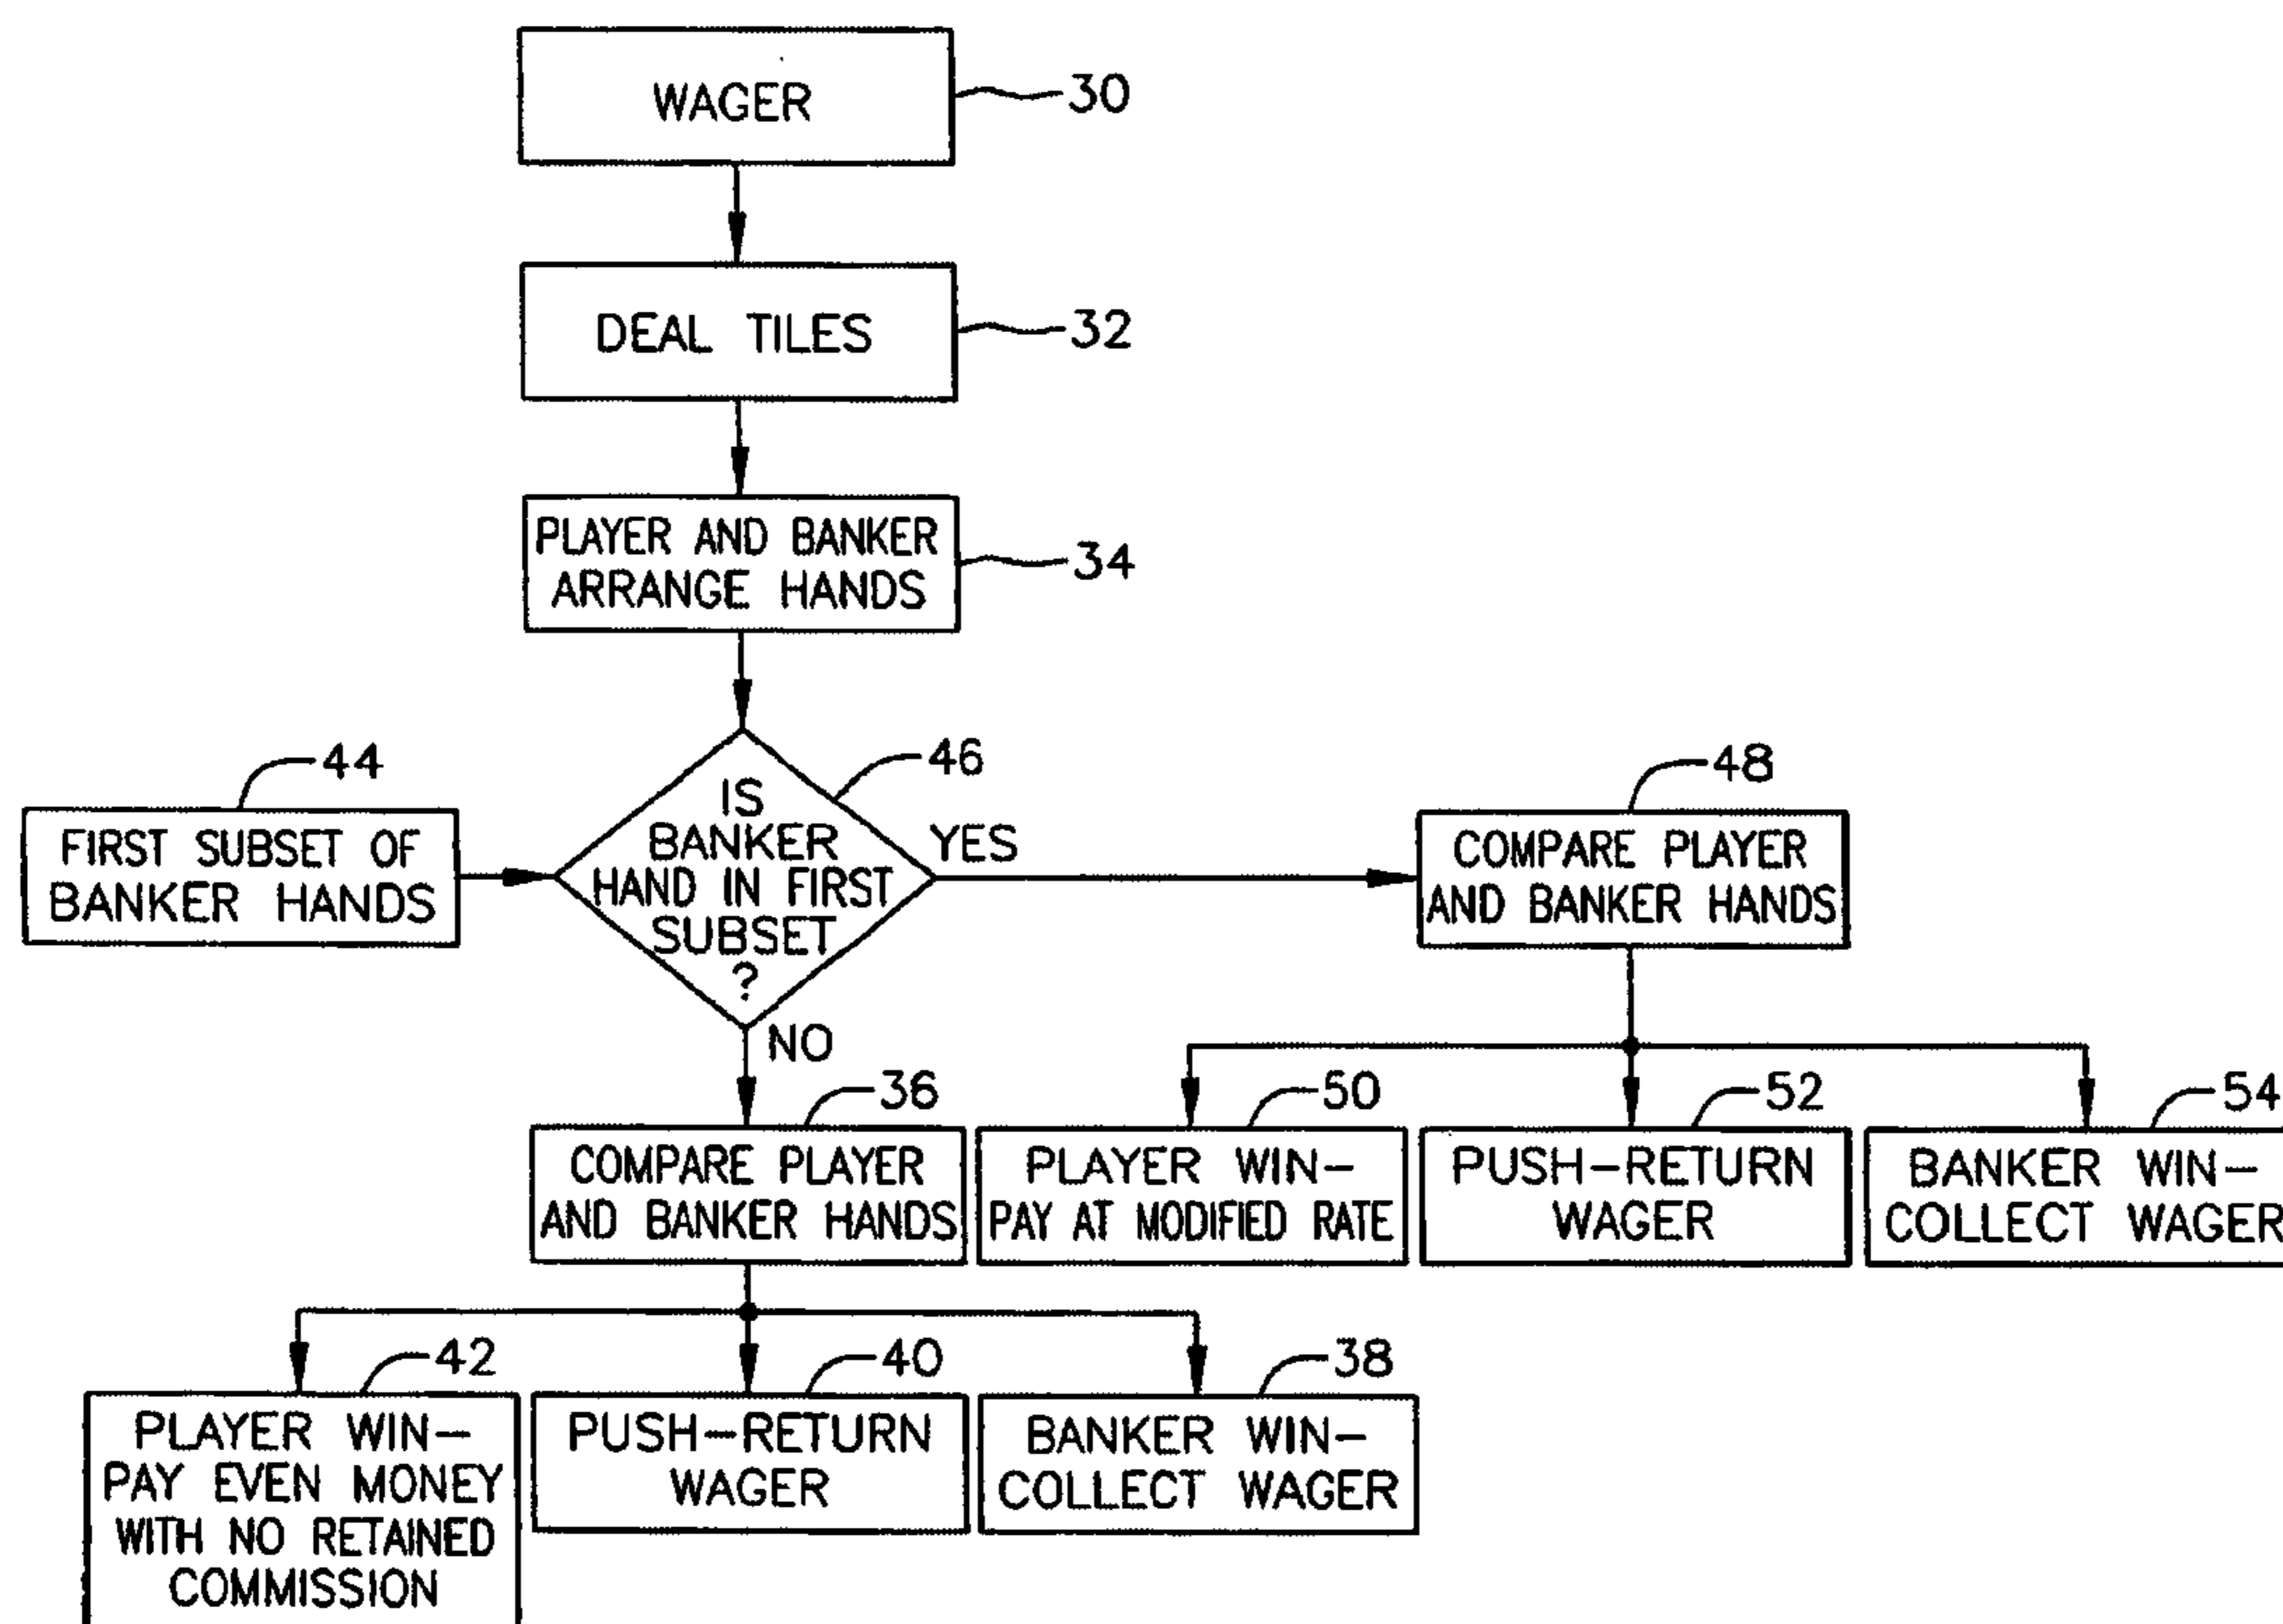 WAGER
30
DEAL TILES
32
PLAYER AND BANKER
ARRANGE HANDS
34
44
FIRST SUBSET OF
BANKER HANDS
46
IS
BANKER
HAND IN FIRST
SUBSET
?
YES
NO
48
COMPARE PLAYER
AND BANKER HANDS
36
COMPARE PLAYER
AND BANKER HANDS
50
PLAYER WIN-
PAY AT MODIFIED RATE
52
PUSH-RETURN
WAGER
54
BANKER WIN-
COLLECT WAGER
42
PLAYER WIN-
PAY EVEN MONEY
WITH NO RETAINED
COMMISSION
40
PUSH-RETURN
WAGER
38
BANKER WIN-
COLLECT WAGER